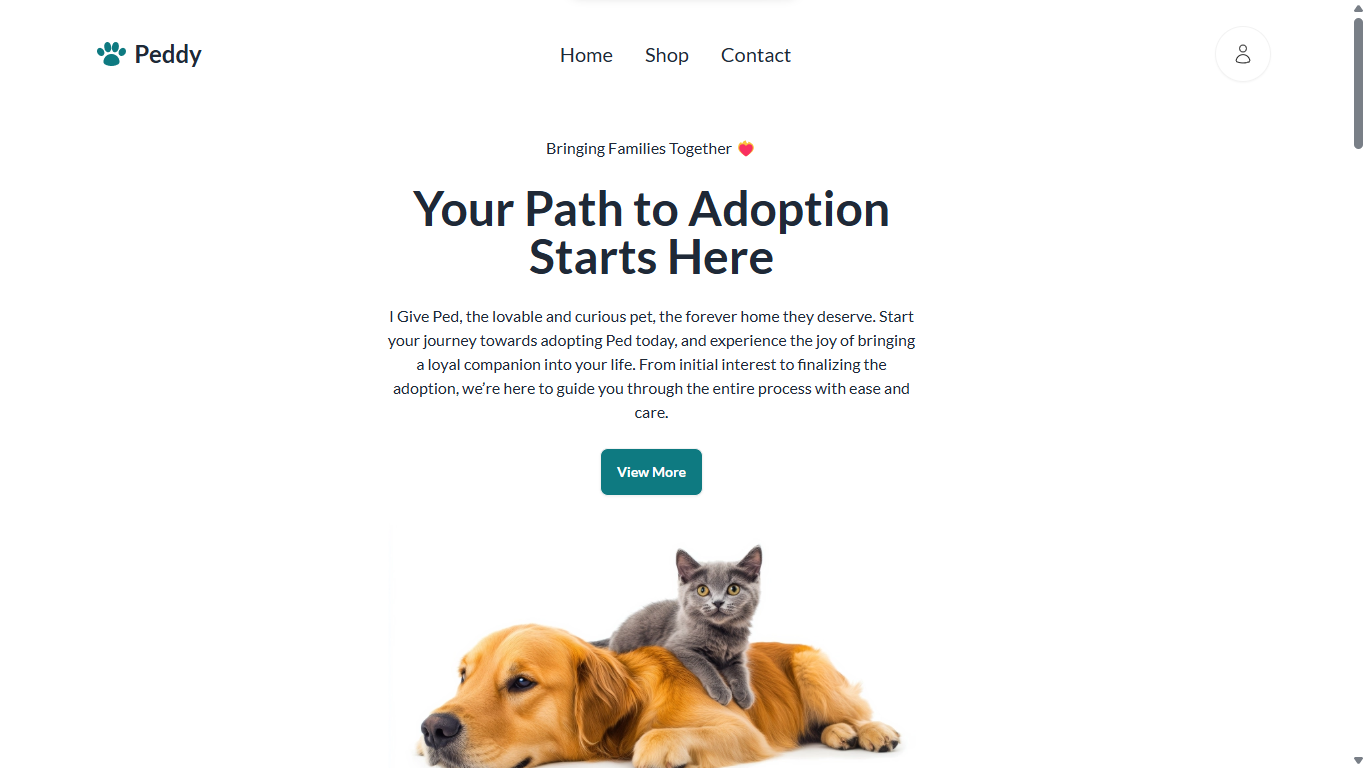 Peddy
Home
Shop
Contact
Bringing Families Together
Your Path to Adoption
Starts Here
I Give Ped, the lovable and curious pet, the forever home they deserve. Start
your journey towards adopting Ped today, and experience the joy of bringing
a loyal companion into your life. From initial interest to finalizing the
adoption, we’re here to guide you through the entire process with ease and
care.
View More